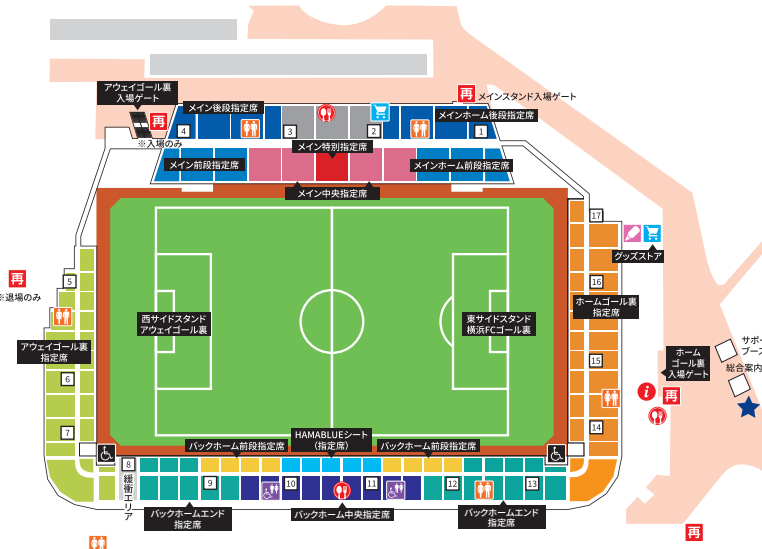 アウェイゴール裏
入場ゲート
再
※入場のみ
再
メインスタンド入場ゲート
メイン後段指定席
メインホーム後段指定席
4
3
2
1
メイン特別指定席
メイン前段指定席
メインホーム前段指定席
メイン中央指定席
17
グッズストア
再
※退場のみ
5
16
ホームゴール裏
指定席
西サイドスタンド
アウェイゴール裏
東サイドスタンド
横浜FCゴール裏
アウェイゴール裏
指定席
6
15
ホーム
ゴール裏
入場ゲート
サポー
ブース
総合案内
i
再
7
14
HAMABLUEシート
(指定席)
バックホーム前段指定席
バックホーム前段指定席
8
緩衝エリア
9
10
11
12
13
バックホームエンド
指定席
バックホーム中央指定席
バックホームエンド
指定席
再